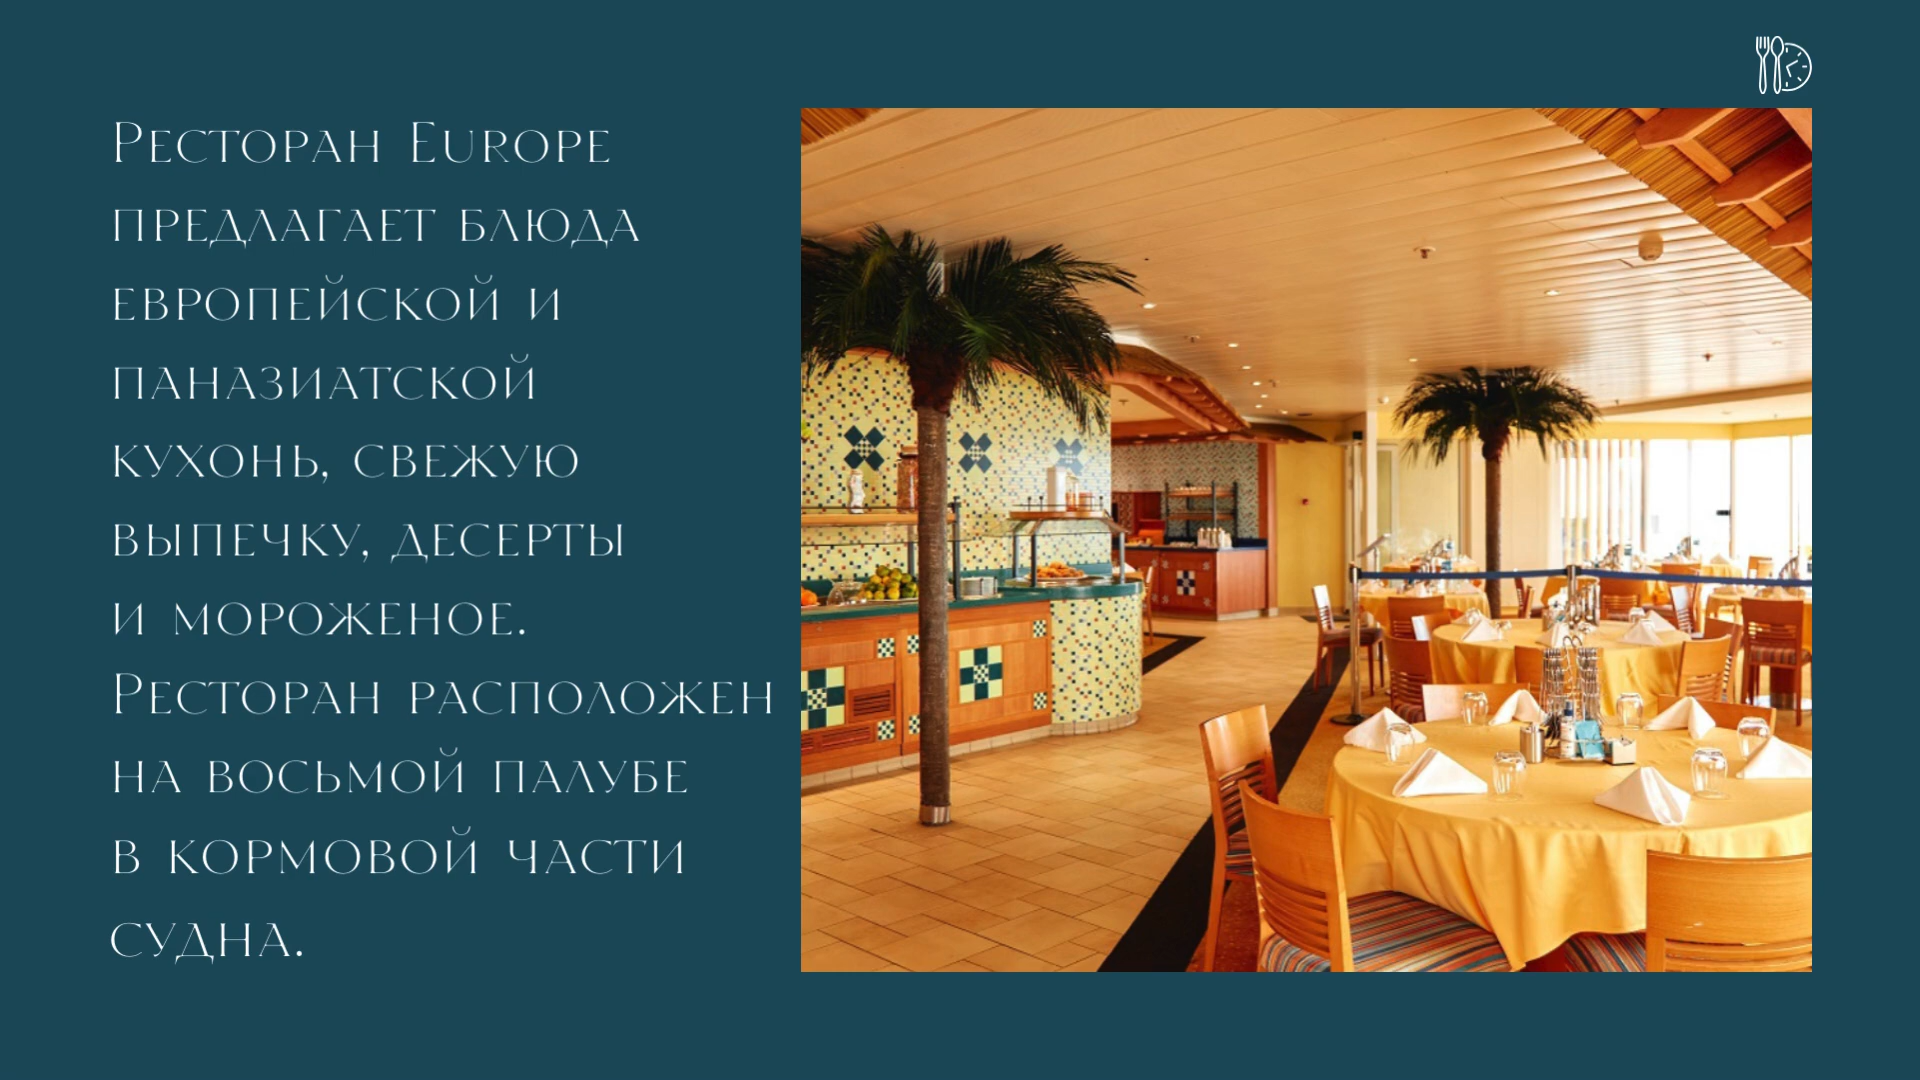 Ресторан Europe
предлагает блюда
европейской и
паназиатской
кухонь, свежую
выпечку, десерты
и мороженое.
Ресторан расположен
на восьмой палубе
в кормовой части
судна.